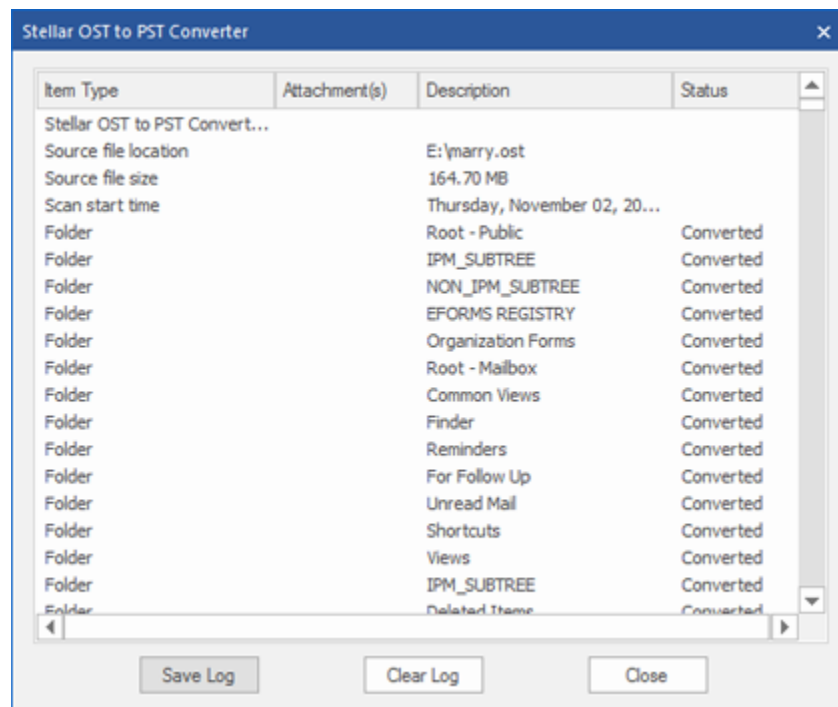 Stellar OST to PST Converter
Item Type Attachment(s) Description Status
Stellar OST to PST Convert...
Source file location E:\marry.ost
Source file size 164.70 MB
Scan start time Thursday, November 02, 20...
Folder Root - Public Converted
Folder IPM_SUBTREE Converted
Folder NON_IPM_SUBTREE Converted
Folder EFORMS REGISTRY Converted
Folder Organization Forms Converted
Folder Root - Mailbox Converted
Folder Common Views Converted
Folder Finder Converted
Folder Reminders Converted
Folder For Follow Up Converted
Folder Unread Mail Converted
Folder Shortcuts Converted
Folder Views Converted
Folder IPM_SUBTREE Converted
Folder Deleted Items Converted
Save Log Clear Log Close